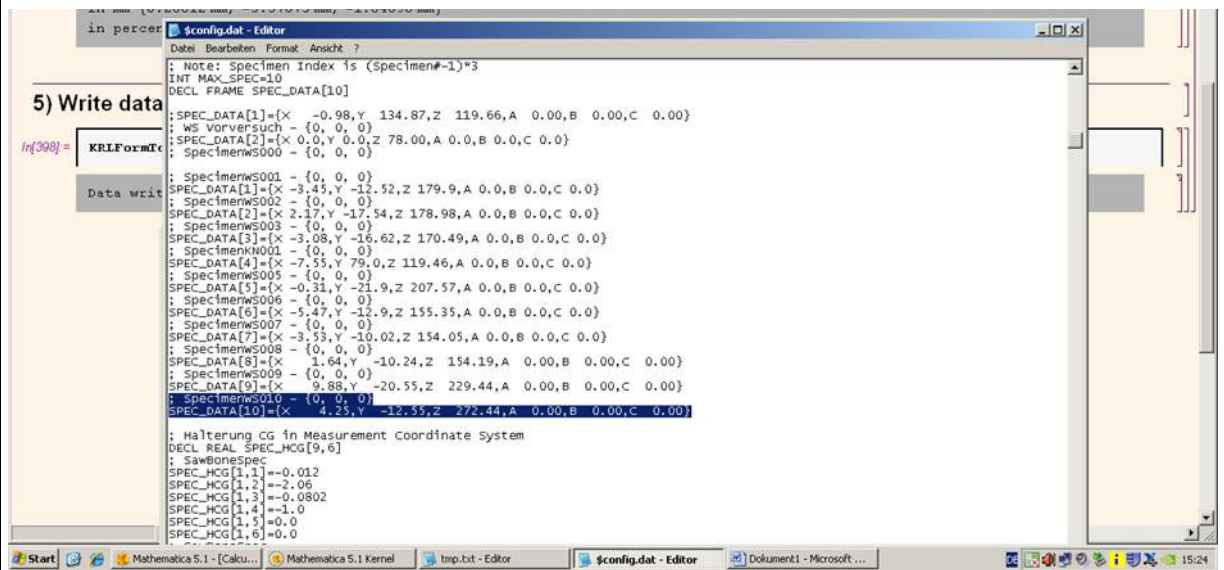 in percen
$config.dat - Editor
Datei Bearbeiten Format Ansicht ?
; Note: Specimen Index is (Specimen#-1)*3
INT MAX_SPEC=10
DECL FRAME SPEC_DATA[10]
;SPEC_DATA[1]={X -0.98,Y 134.87,Z 119.66,A 0.00,B 0.00,C 0.00}
; WS Vorversuch - {0, 0, 0}
;SPEC_DATA[2]={X 0.0,Y 0.0,Z 78.00,A 0.0,B 0.0,C 0.0}
; SpecimenWS000 - {0, 0, 0}
; SpecimenWS001 - {0, 0, 0}
SPEC_DATA[1]={X -3.45,Y -12.52,Z 179.9,A 0.0,B 0.0,C 0.0}
; SpecimenWS002 - {0, 0, 0}
SPEC_DATA[2]={X 2.17,Y -17.54,Z 178.98,A 0.0,B 0.0,C 0.0}
; SpecimenWS003 - {0, 0, 0}
SPEC_DATA[3]={X -3.08,Y -16.62,Z 170.49,A 0.0,B 0.0,C 0.0}
; SpecimenKN001 - {0, 0, 0}
SPEC_DATA[4]={X -7.55,Y 79.0,Z 119.46,A 0.0,B 0.0,C 0.0}
; SpecimenWS005 - {0, 0, 0}
SPEC_DATA[5]={X -0.31,Y -21.9,Z 207.57,A 0.0,B 0.0,C 0.0}
; SpecimenWS006 - {0, 0, 0}
SPEC_DATA[6]={X -5.47,Y -12.9,Z 155.35,A 0.0,B 0.0,C 0.0}
; SpecimenWS007 - {0, 0, 0}
SPEC_DATA[7]={X -3.53,Y -10.02,Z 154.05,A 0.0,B 0.0,C 0.0}
; SpecimenWS008 - {0, 0, 0}
SPEC_DATA[8]={X 1.64,Y -10.24,Z 154.19,A 0.00,B 0.00,C 0.00}
; SpecimenWS009 - {0, 0, 0}
SPEC_DATA[9]={X 9.88,Y -20.55,Z 229.44,A 0.00,B 0.00,C 0.00}
; SpecimenWS010 - {0, 0, 0}
SPEC_DATA[10]={X 4.25,Y -12.55,Z 272.44,A 0.00,B 0.00,C 0.00}
; Halterung CG in Measurement Coordinate System
DECL REAL SPEC_HCG[9,6]
; SawBoneSpec
SPEC_HCG[1,1]=-0.012
SPEC_HCG[1,2]=-2.06
SPEC_HCG[1,3]=-0.0802
SPEC_HCG[1,4]=-1.0
SPEC_HCG[1,5]=0.0
SPEC_HCG[1,6]=0.0
5) Write data
In[398]:= KRLFormTo
Data writ
Start Mathematica 5.1 - [Calcu... Mathematica 5.1 Kernel tmp.txt - Editor $config.dat - Editor Dokument1 - Microsoft ... DE 15:24